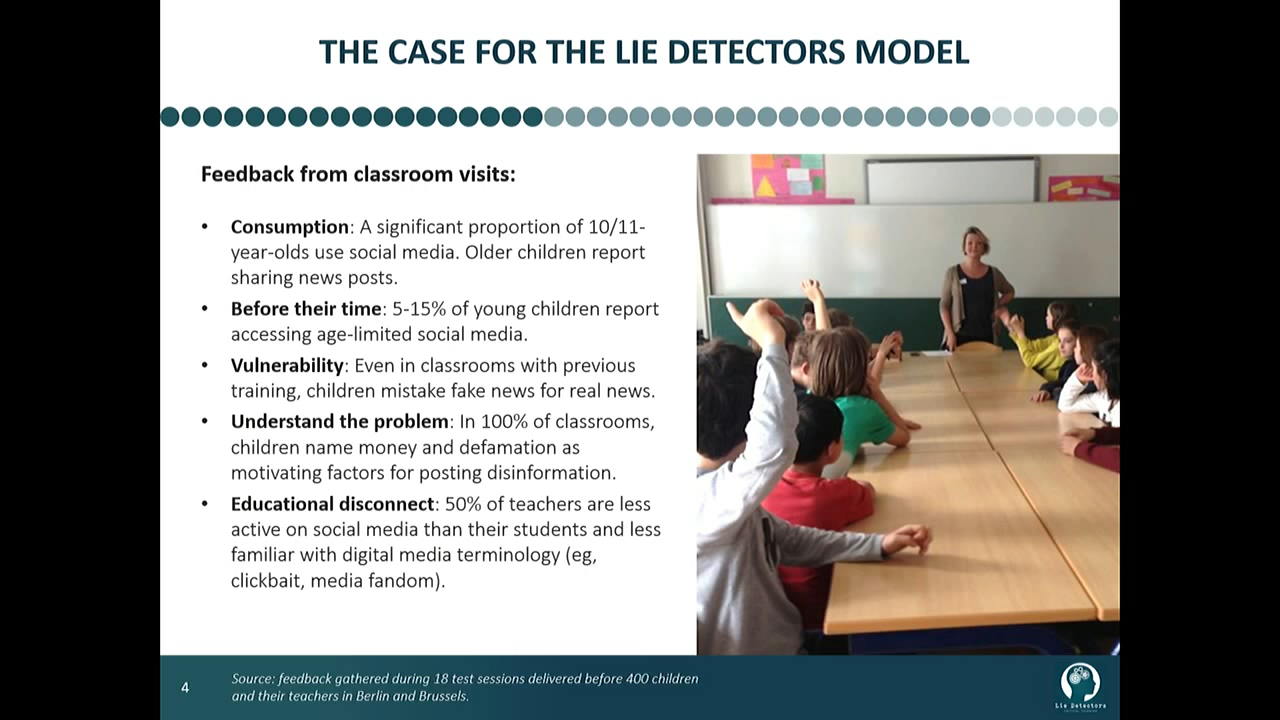 THE CASE FOR THE LIE DETECTORS MODEL
Feedback from classroom visits:
• Consumption: A significant proportion of 10/11-
year-olds use social media. Older children report
sharing news posts.
• Before their time: 5-15% of young children report
accessing age-limited social media.
• Vulnerability: Even in classrooms with previous
training, children mistake fake news for real news.
• Understand the problem: In 100% of classrooms,
children name money and defamation as
motivating factors for posting disinformation.
• Educational disconnect: 50% of teachers are less
active on social media than their students and less
familiar with digital media terminology (eg,
clickbait, media fandom).
4
Source: feedback gathered during 18 test sessions delivered before 400 children
and their teachers in Berlin and Brussels.
Lie Detectors